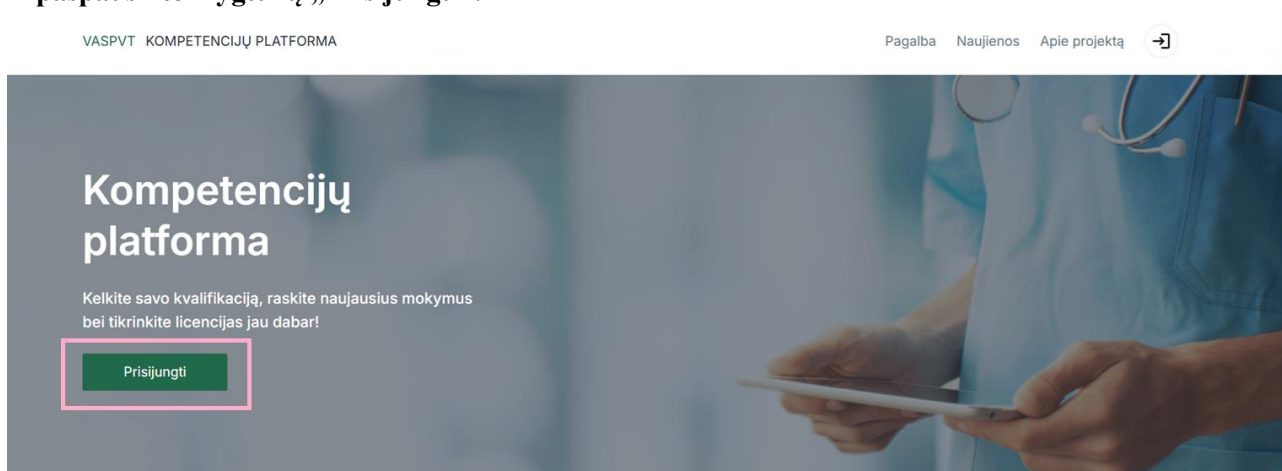 VASPVT KOMPETENCIJŲ PLATFORMA
Pagalba Naujienos Apie projektą
Kompetencijų
platforma
Kelkite savo kvalifikaciją, raskite naujausius mokymus
bei tikrinkite licencijas jau dabar!
Prisijungti